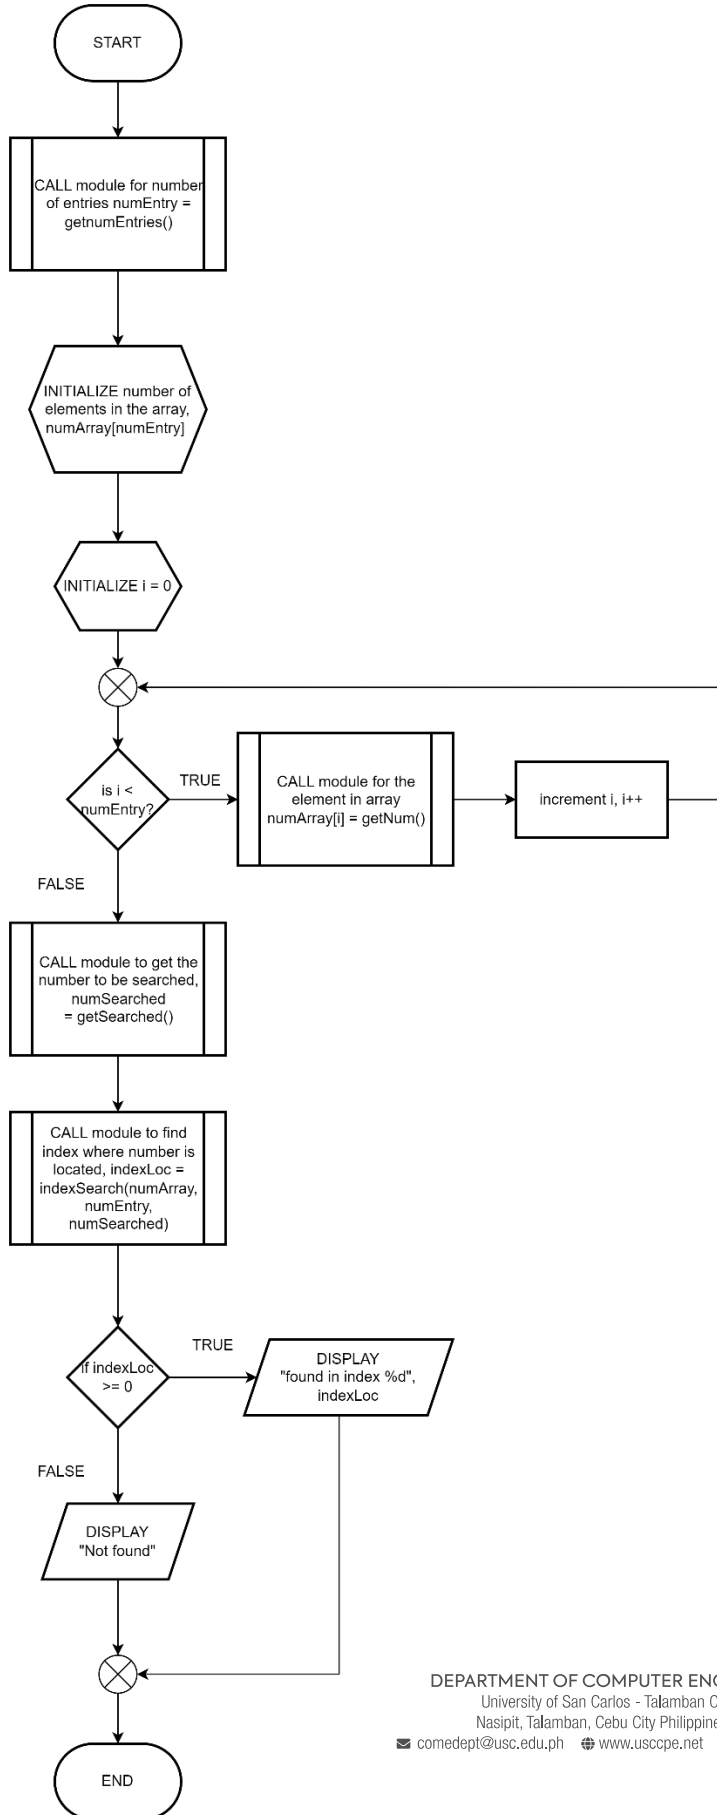 START
CALL module for number
of entries numEntry =
getnumEntries()
INITIALIZE number of
elements in the array,
numArray[numEntry]
INITIALIZE i = 0
is i <
numEntry?
TRUE
CALL module for the
element in array
numArray[i] = getNum()
increment i, i++
FALSE
CALL module to get the
number to be searched,
numSearched
= getSearched()
CALL module to find
index where number is
located, indexLoc =
indexSearch(numArray,
numEntry,
numSearched)
If indexLoc
>= 0
TRUE
DISPLAY
"found in index %d",
indexLoc
FALSE
DISPLAY
"Not found"
END
DEPARTMENT OF COMPUTER ENG
University of San Carlos - Talamban C
Nasipit, Talamban, Cebu City Philippine
comedept@usc.edu.ph www.usccpe.net